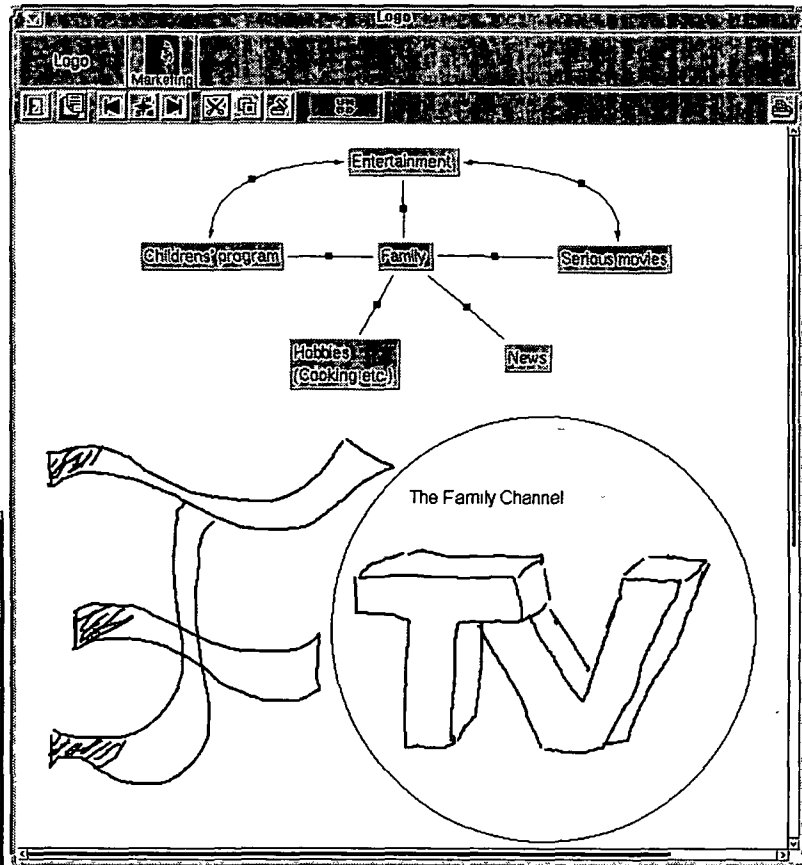 Logo
Logo
Marketing
Entertainment
Childrens' program
Family
Serious movies
Hobbies
(Cooking etc.)
News
The Family Channel
TV